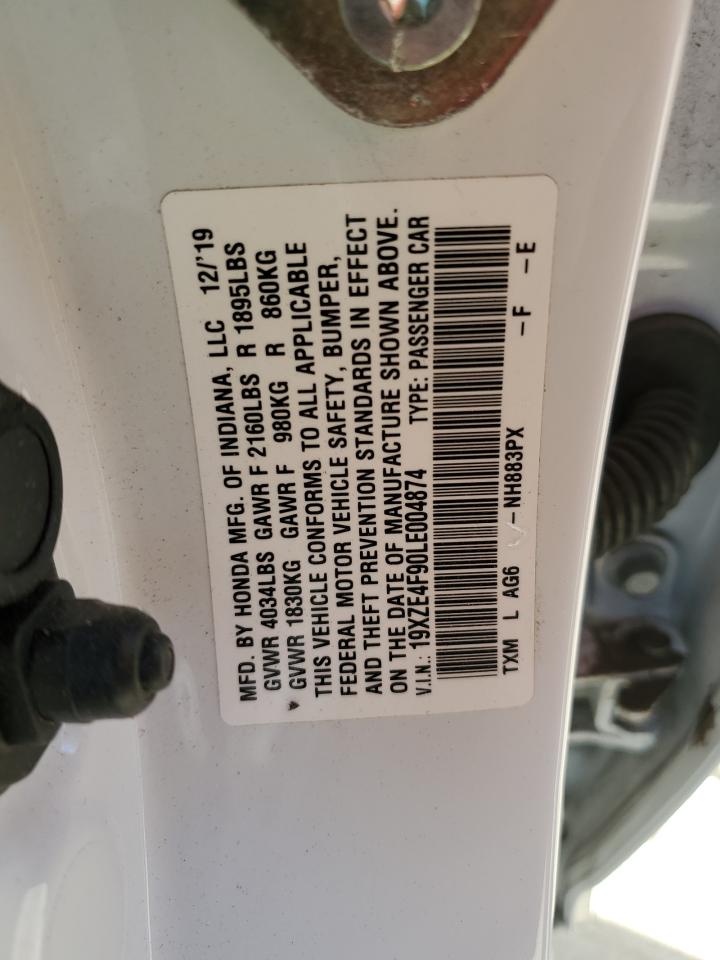 MFD. BY HONDA MFG. OF INDIANA, LLC 12/'19
GVWR 4034LBS GAWR F 2160LBS R 1895LBS
GVWR 1830KG GAWR F 980KG R 860KG
THIS VEHICLE CONFORMS TO ALL APPLICABLE
FEDERAL MOTOR VEHICLE SAFETY, BUMPER,
AND THEFT PREVENTION STANDARDS IN EFFECT
ON THE DATE OF MANUFACTURE SHOWN ABOVE.
V.I.N.: 19XZE4F90LE004874 TYPE: PASSENGER CAR
TXM L AG6 -NH883PX -F -E